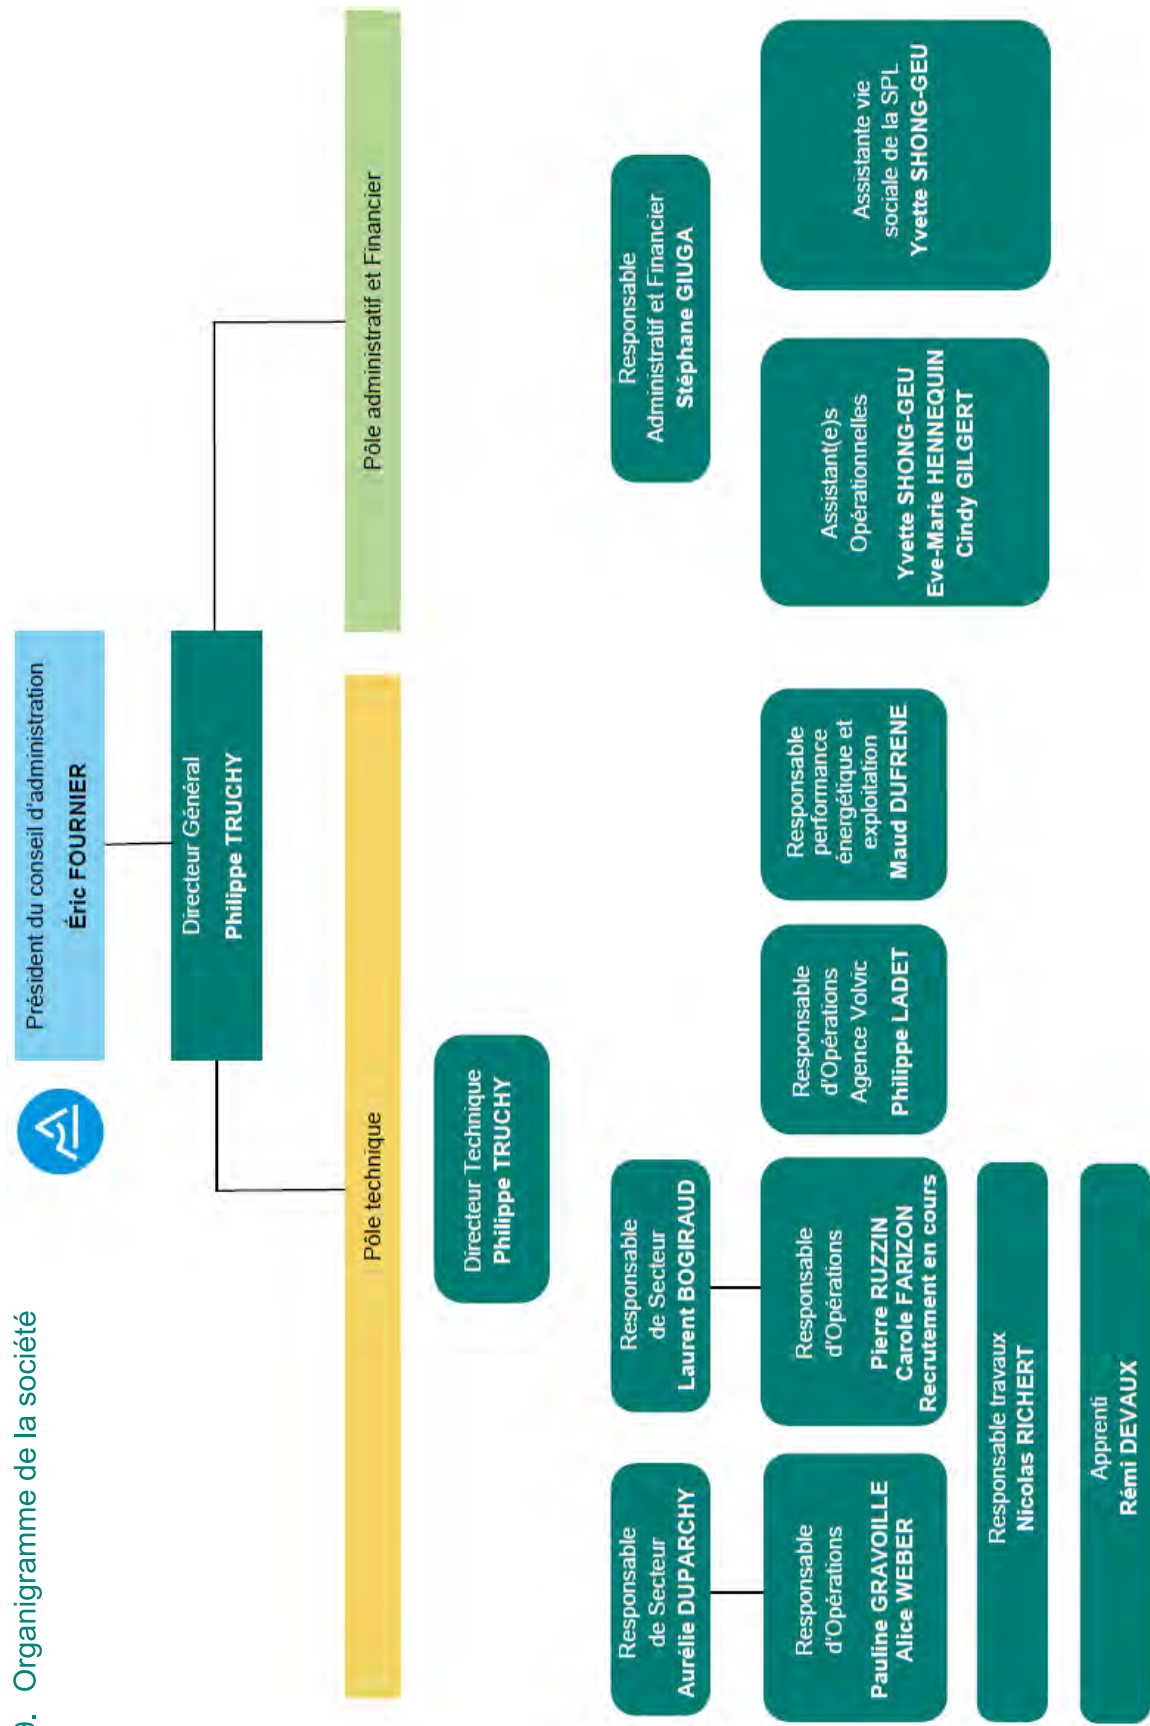 9. Organigramme de la société
Président du conseil d'administration
Éric FOURNIER
Directeur Général
Philippe TRUCHY
Pôle technique
Pôle administratif et Financier
Directeur Technique
Philippe TRUCHY
Responsable
de Secteur
Aurélie DUPARCHY
Responsable
de Secteur
Laurent BOGIRAUD
Responsable
Administratif et Financier
Stéphane GIUGA
Responsable
d'Opérations
Pauline GRAVOILLE
Alice WEBER
Responsable
d'Opérations
Pierre RUZZIN
Carole FARIZON
Recrutement en cours
Responsable
d'Opérations
Agence Volvic
Philippe LADET
Responsable
performance
énergétique et
exploitation
Maud DUFRENE
Assistant(e)s
Opérationnelles
Yvette SHONG-GEU
Eve-Marie HENNEQUIN
Cindy GILGERT
Assistante vie
sociale de la SPL
Yvette SHONG-GEU
Responsable travaux
Nicolas RICHERT
Apprenti
Rémi DEVAUX